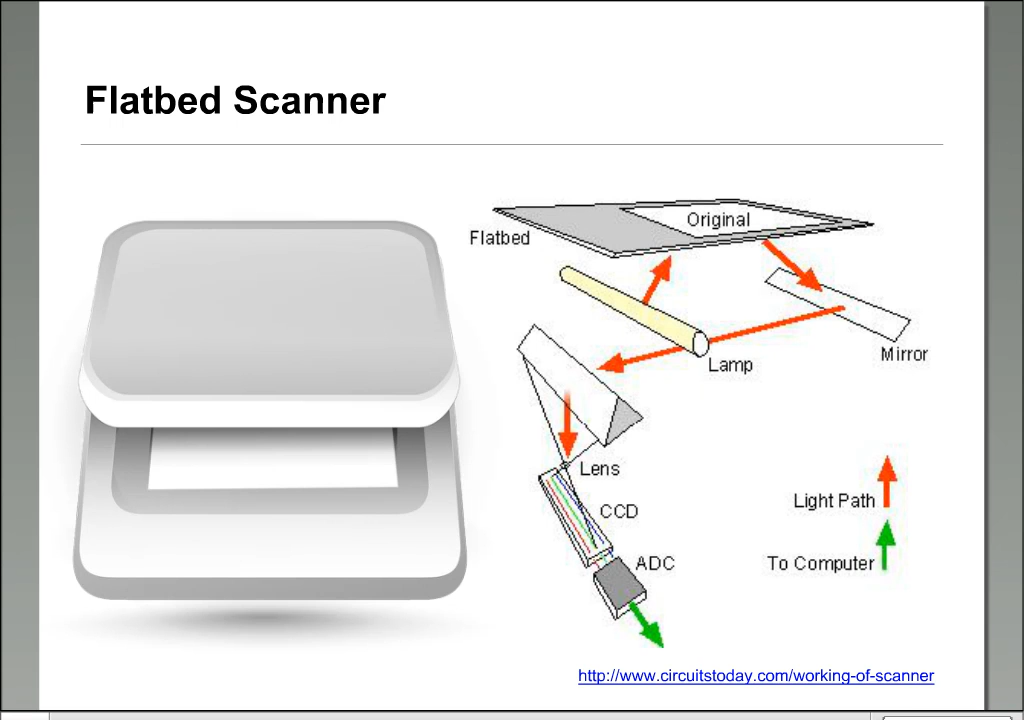 Flatbed Scanner
Original
Flatbed
Mirror
Lamp
Lens
Light Path
CCD
To Computer
ADC
http://www.circuitstoday.com/working-of-scanner